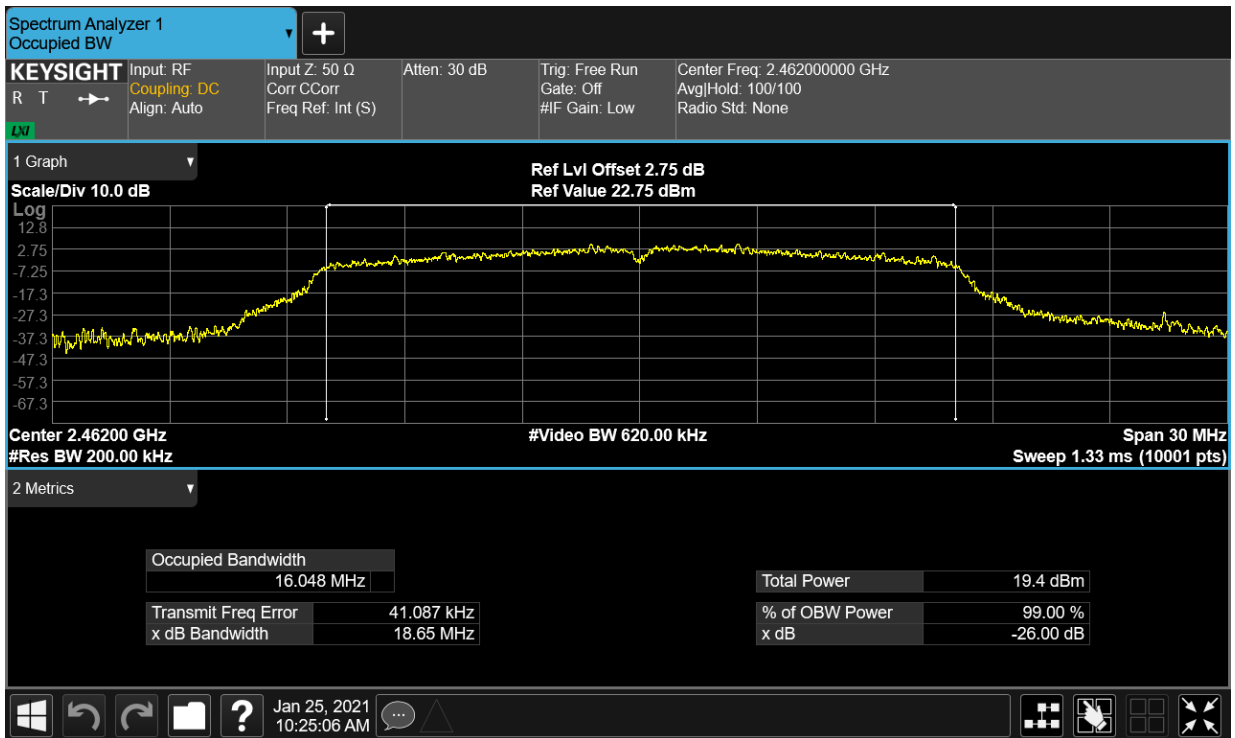 Spectrum Analyzer 1
Occupied BW
KEYSIGHT
R T
LXI
Input: RF
Coupling: DC
Align: Auto
Input Z: 50 Ω
Corr CCorr
Freq Ref: Int (S)
Atten: 30 dB
Trig: Free Run
Gate: Off
#IF Gain: Low
Center Freq: 2.462000000 GHz
Avg|Hold: 100/100
Radio Std: None
1 Graph
Scale/Div 10.0 dB
Ref Lvl Offset 2.75 dB
Ref Value 22.75 dBm
Log
12.8
2.75
-7.25
-17.3
-27.3
-37.3
-47.3
-57.3
-67.3
Center 2.46200 GHz
#Video BW 620.00 kHz
Span 30 MHz
#Res BW 200.00 kHz
Sweep 1.33 ms (10001 pts)
2 Metrics
Occupied Bandwidth
16.048 MHz
Total Power 19.4 dBm
Transmit Freq Error 41.087 kHz
% of OBW Power 99.00 %
x dB Bandwidth 18.65 MHz
x dB -26.00 dB
?
Jan 25, 2021
10:25:06 AM